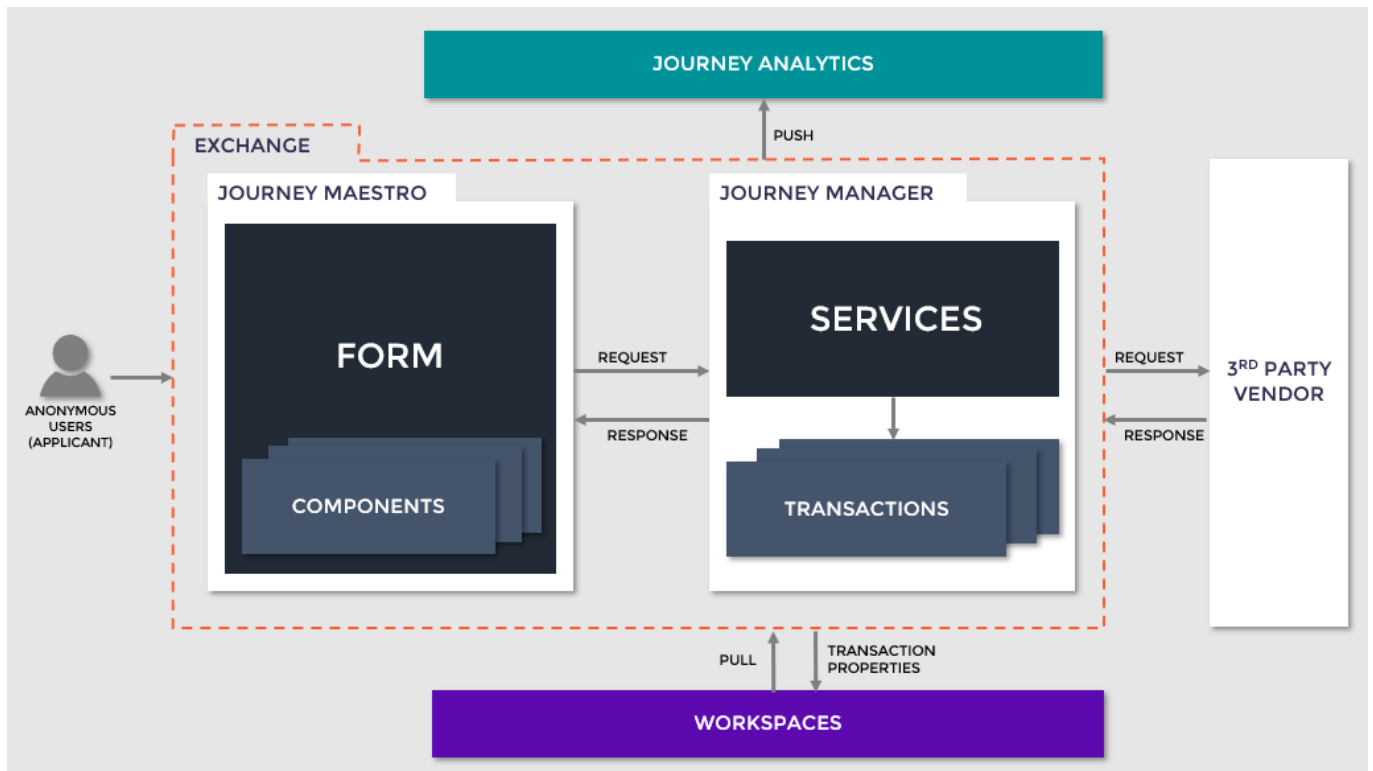 JOURNEY ANALYTICS
PUSH
EXCHANGE
JOURNEY MAESTRO
JOURNEY MANAGER
FORM
SERVICES
COMPONENTS
TRANSACTIONS
REQUEST
RESPONSE
REQUEST
RESPONSE
3RD PARTY
VENDOR
ANONYMOUS
USERS
(APPLICANT)
PULL
TRANSACTION
PROPERTIES
WORKSPACES